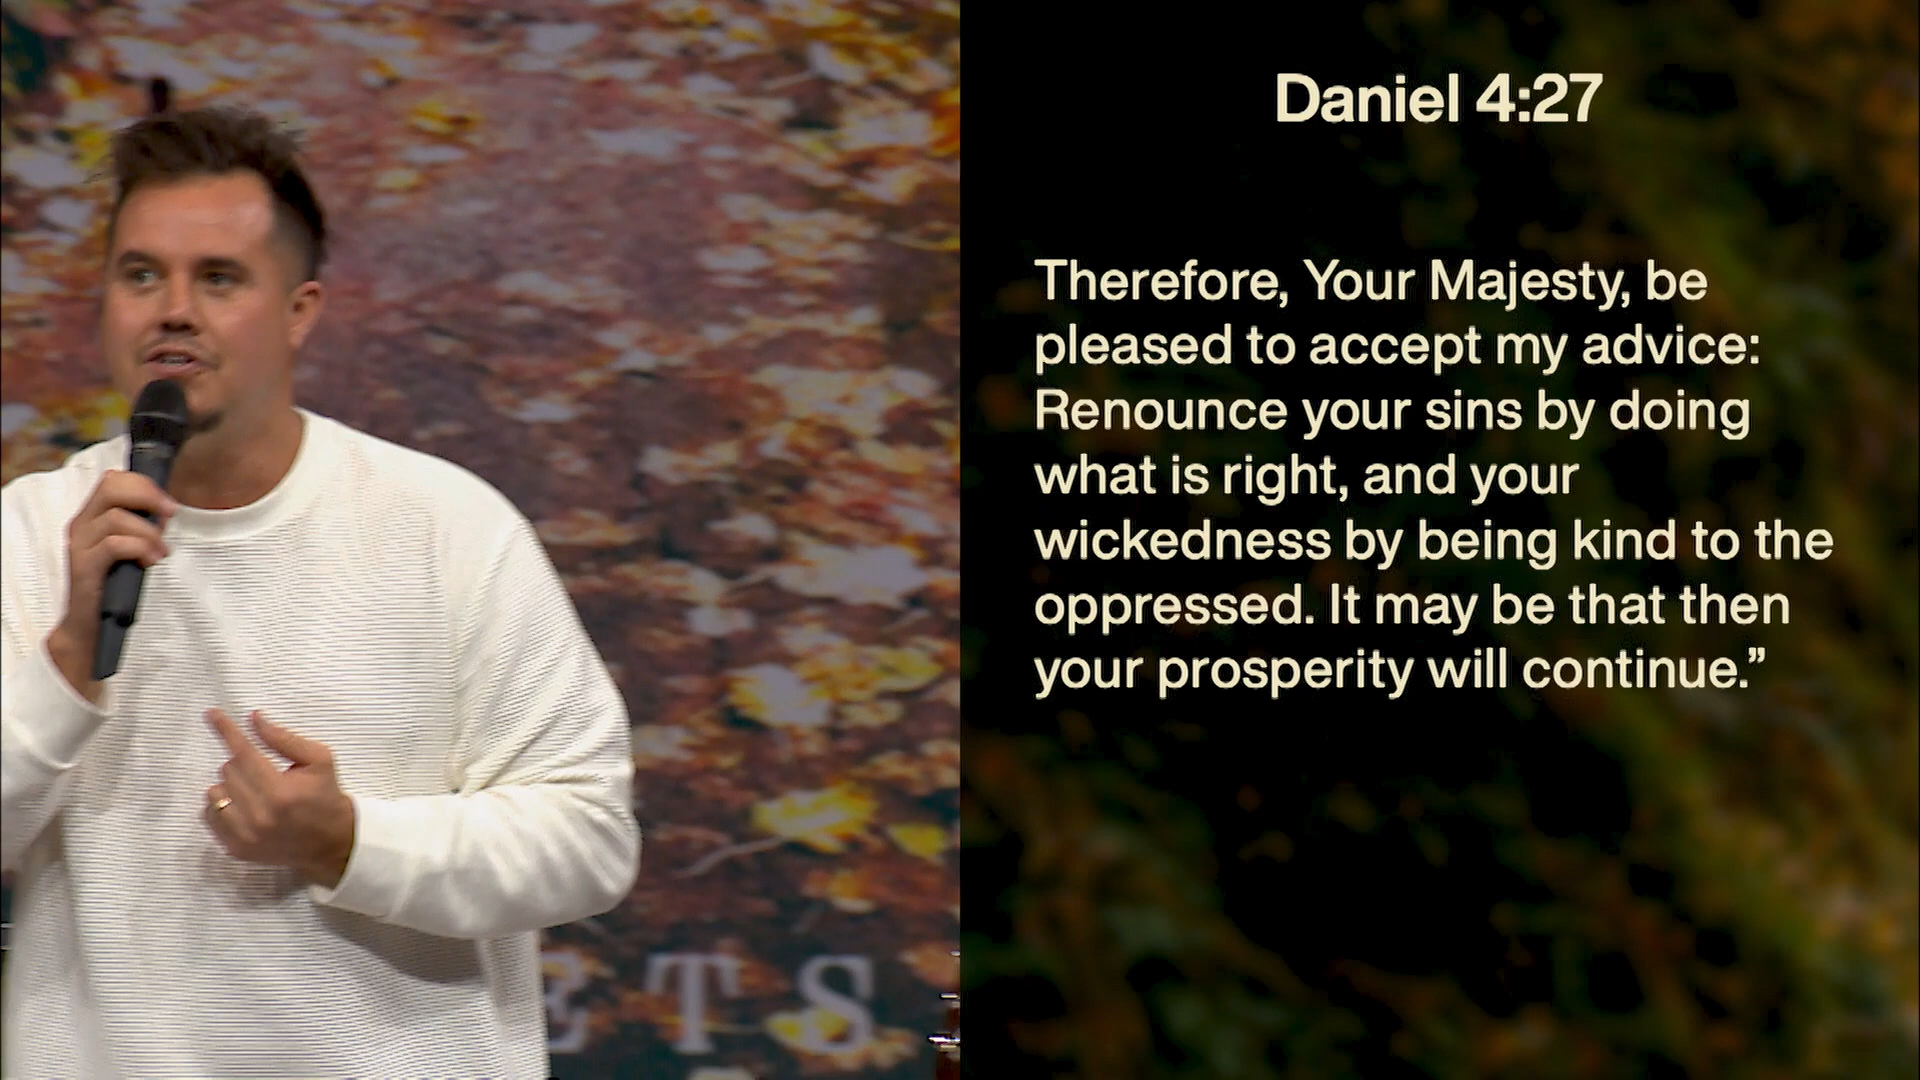 Daniel 4:27
Therefore, Your Majesty, be
pleased to accept my advice:
Renounce your sins by doing
what is right, and your
wickedness by being kind to the
oppressed. It may be that then
your prosperity will continue.”
ETS